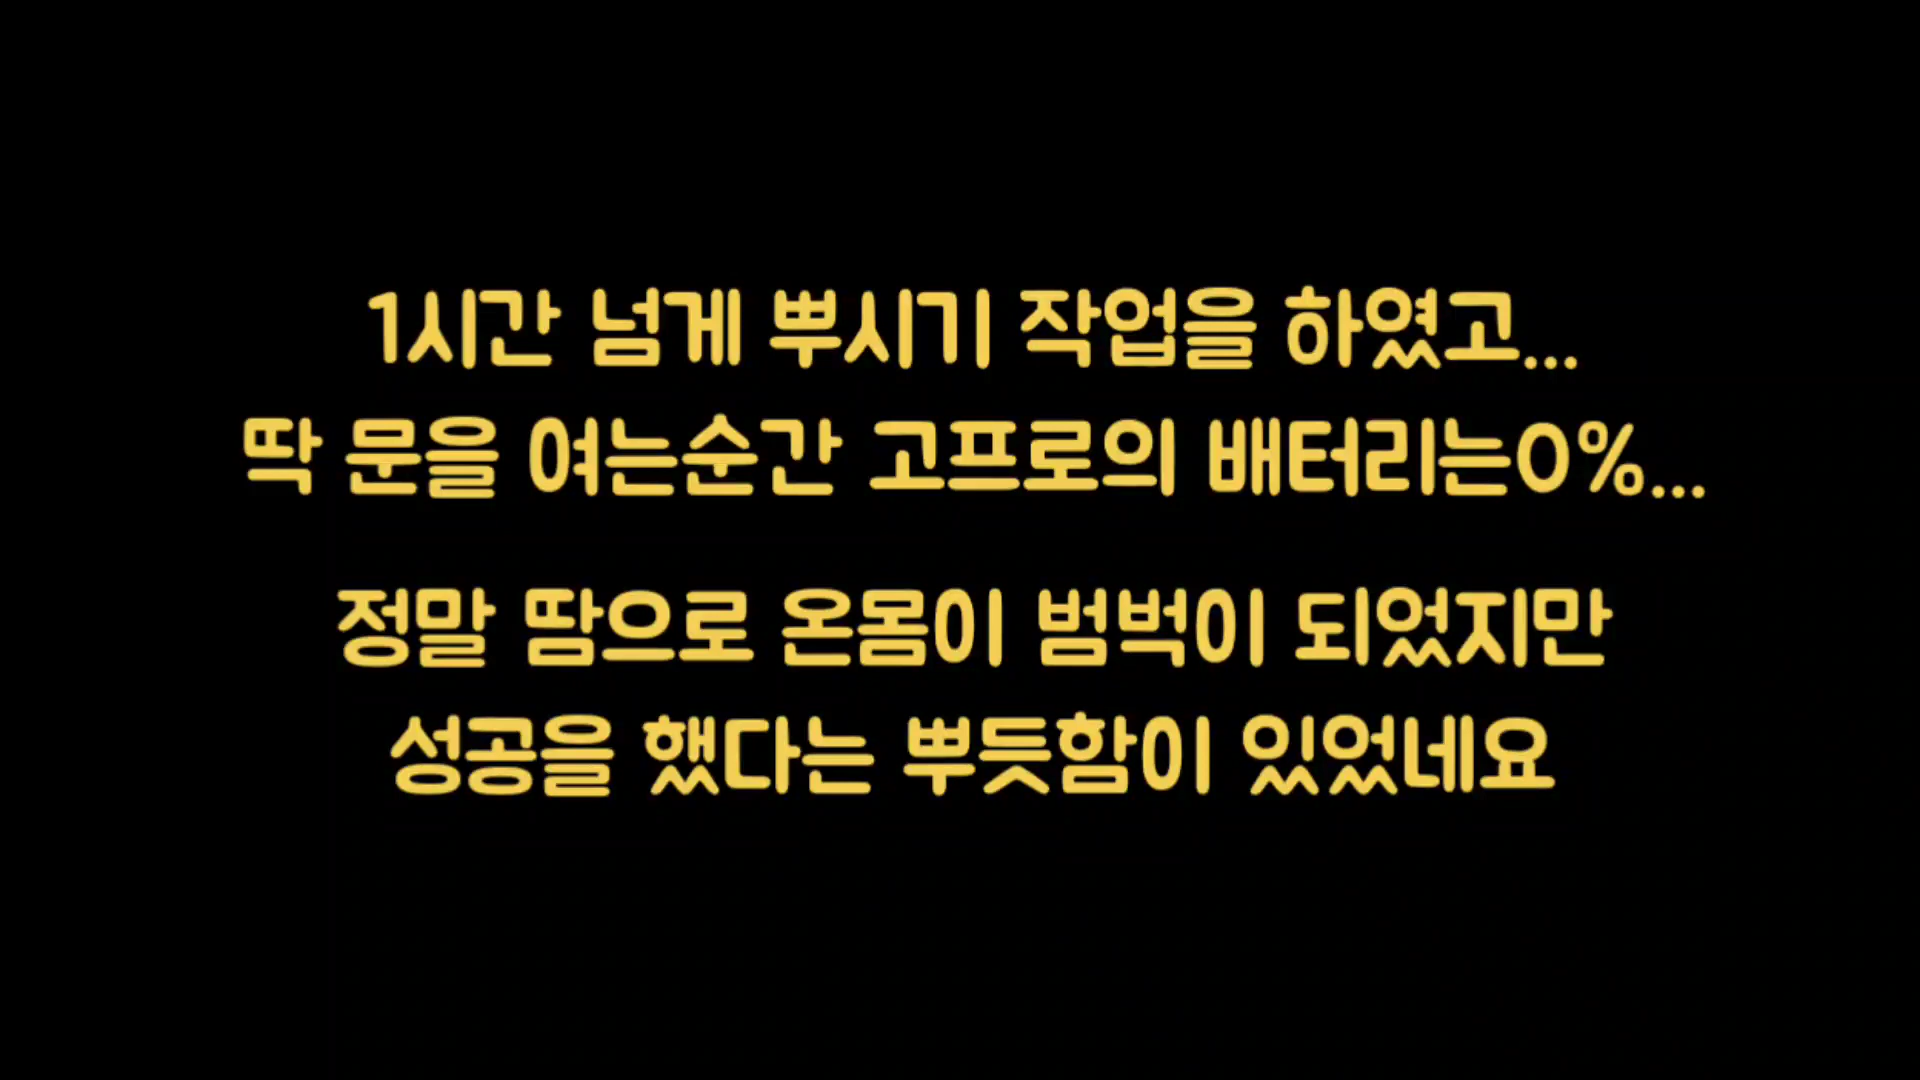 1시간 넘게 뿌시기 작업을 하였고...
딱 문을 여는순간 고프로의 배터리는0%...
정말 땀으로 온몸이 범벅이 되었지만
성공을 했다는 뿌듯함이 있었네요